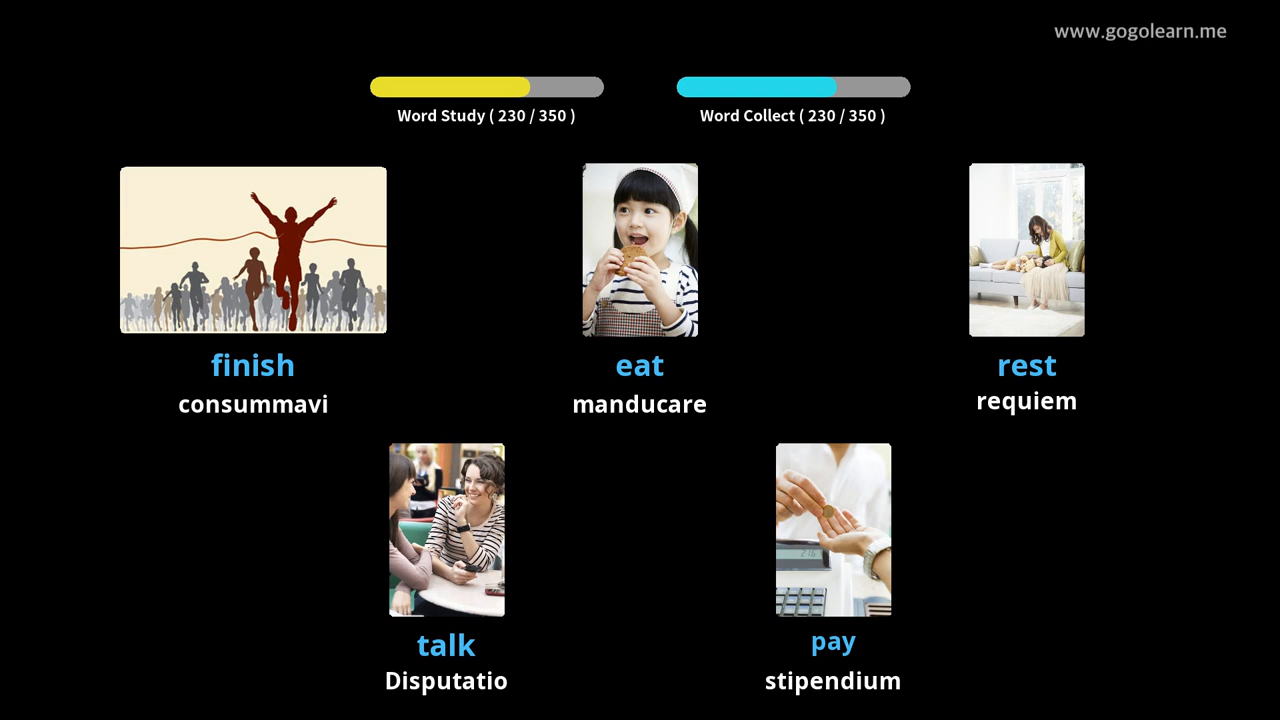 www.gogolearn.me
Word Study ( 230 / 350 )
Word Collect ( 230 / 350 )
finish
consummavi
eat
manducare
rest
requiem
talk
Disputatio
pay
stipendium